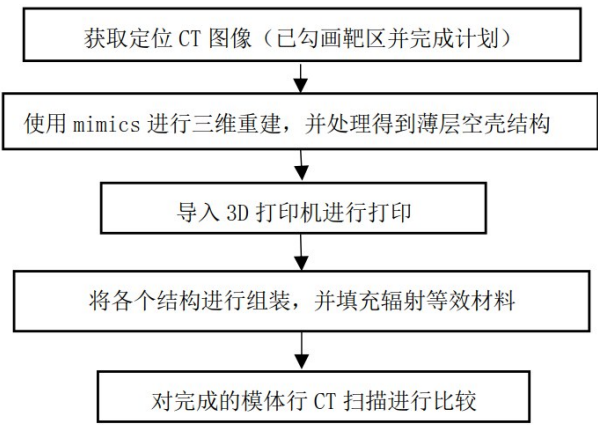 获取定位 CT 图像（已勾画靶区并完成计划）
使用 mimics 进行三维重建，并处理得到薄层空壳结构
导入 3D 打印机进行打印
将各个结构进行组装，并填充辐射等效材料
对完成的模体行 CT 扫描进行比较